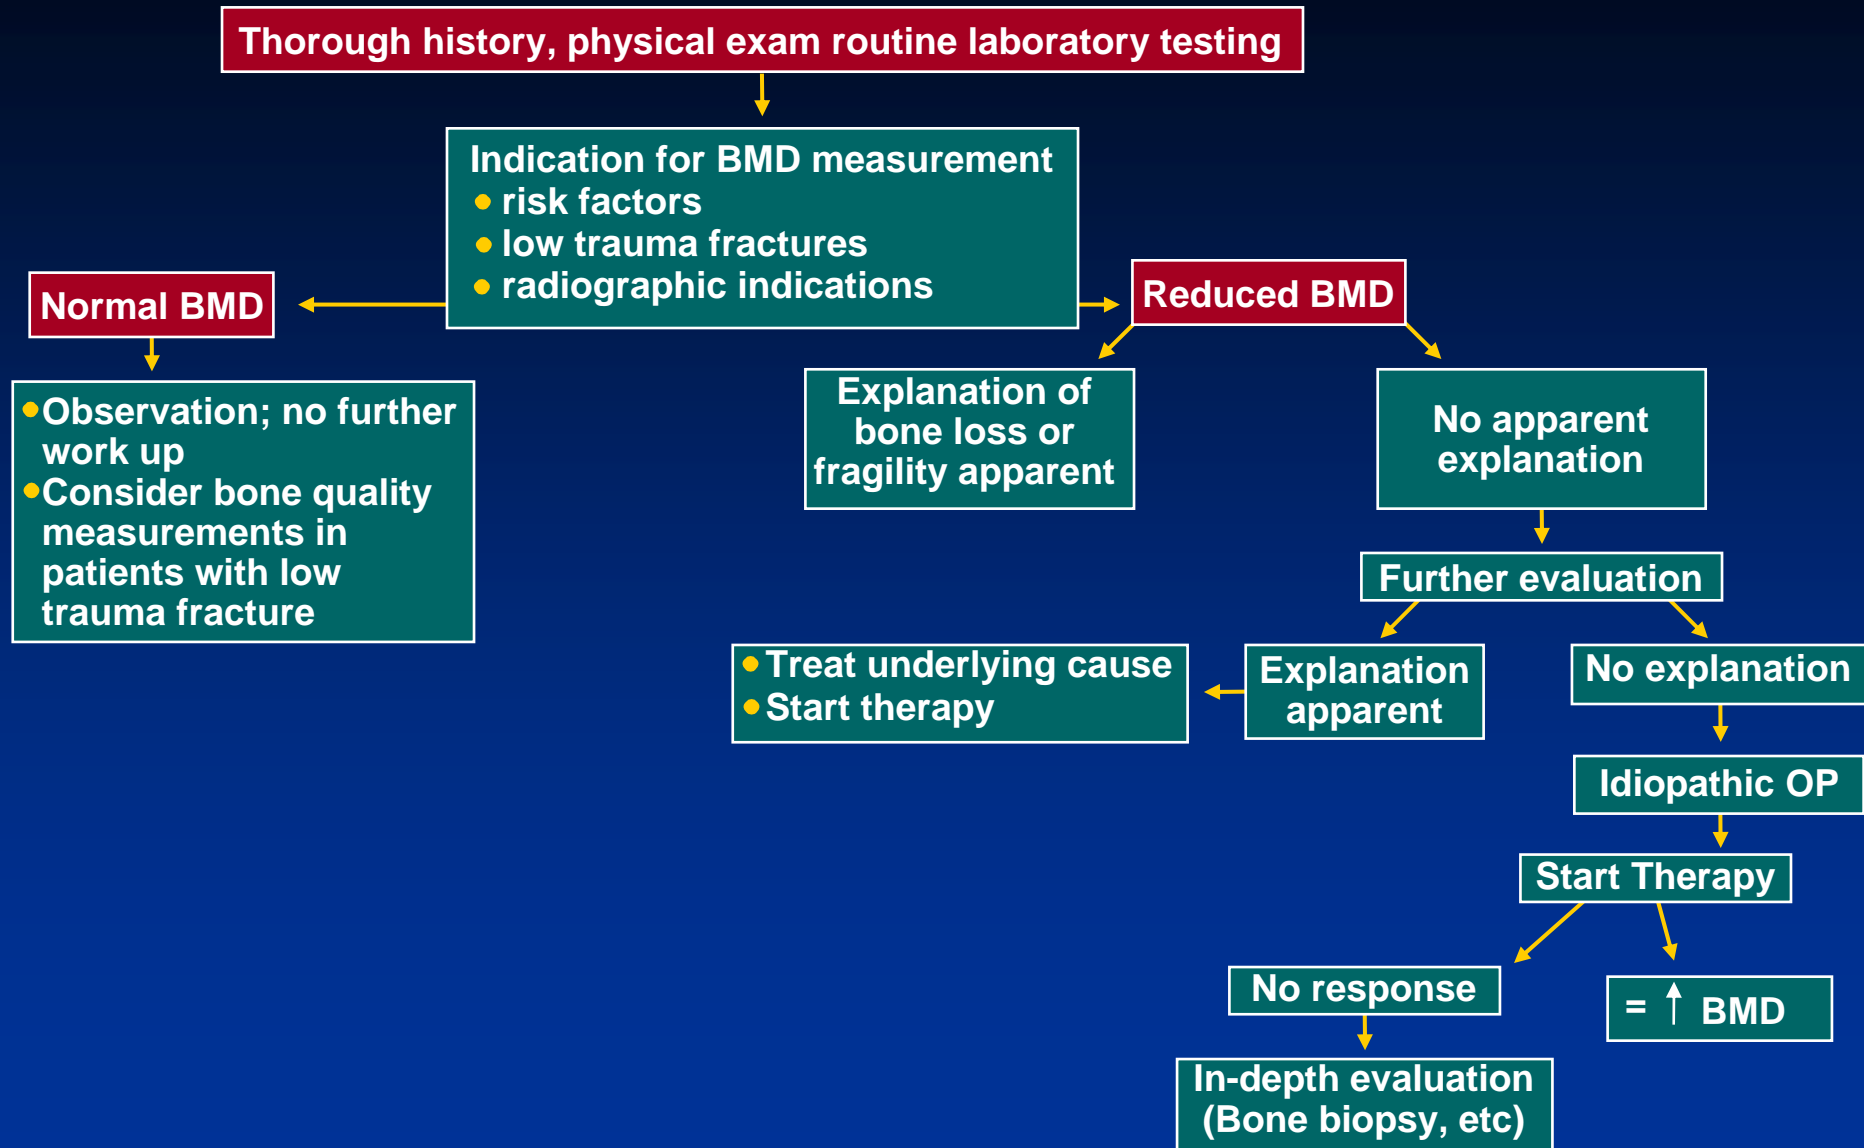 Thorough history, physical exam routine laboratory testing
Indication for BMD measurement
• risk factors
• low trauma fractures
• radiographic indications
Normal BMD
Reduced BMD
• Observation; no further
work up
• Consider bone quality
measurements in
patients with low
trauma fracture
Explanation of
bone loss or
fragility apparent
No apparent
explanation
Further evaluation
• Treat underlying cause
• Start therapy
Explanation
apparent
No explanation
Idiopathic OP
Start Therapy
No response
= ↑ BMD
In-depth evaluation
(Bone biopsy, etc)